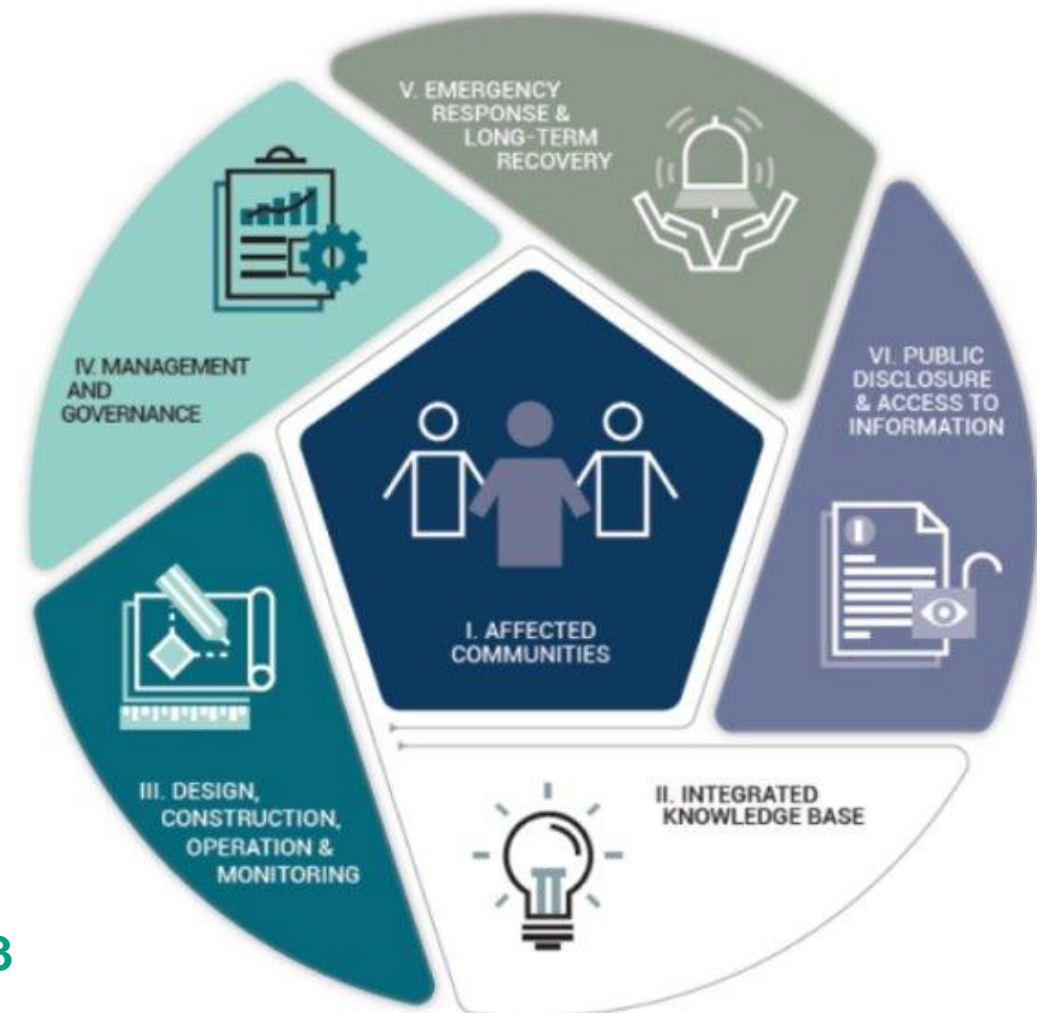 V. EMERGENCY
RESPONSE &
LONG-TERM
RECOVERY
IV. MANAGEMENT
AND
GOVERNANCE
VI. PUBLIC
DISCLOSURE
& ACCESS TO
INFORMATION
I. AFFECTED
COMMUNITIES
III. DESIGN,
CONSTRUCTION,
OPERATION &
MONITORING
II. INTEGRATED
KNOWLEDGE BASE
3